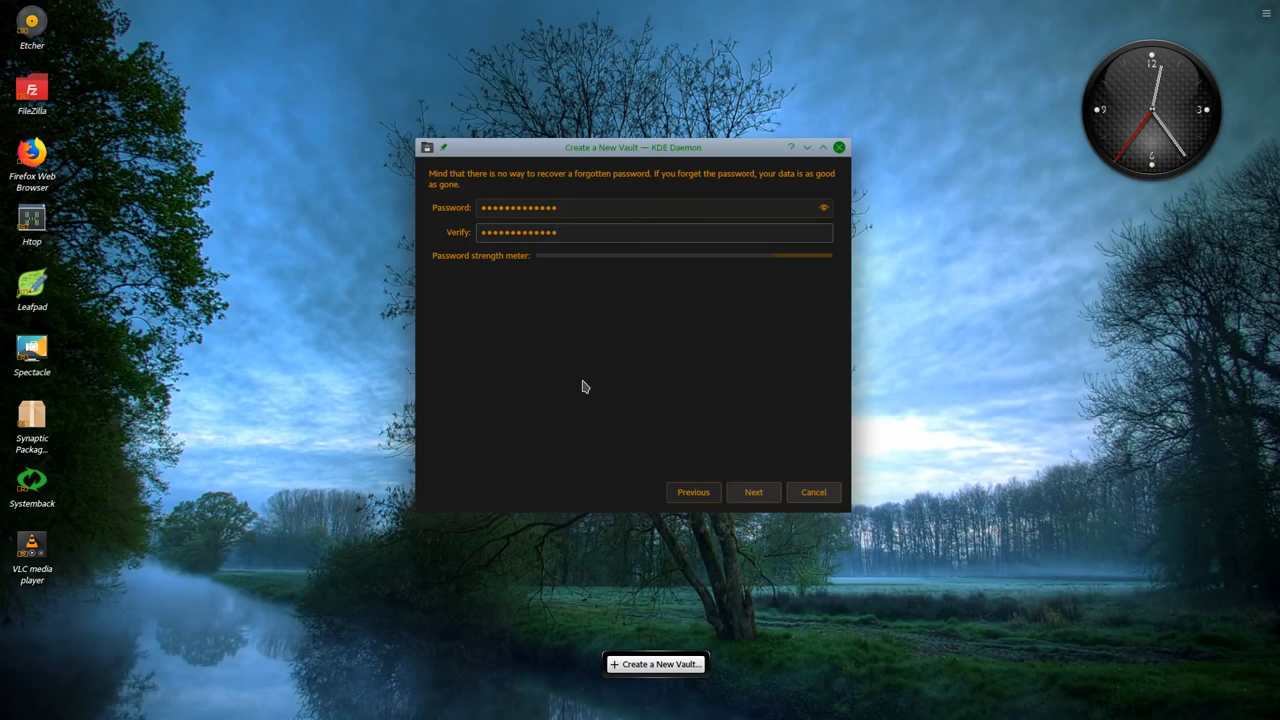 Etcher
FileZilla
Firefox Web
Browser
Htop
Leafpad
Spectacle
Synaptic
Packag...
Systemback
VLC media
player
Create a New Vault — KDE Daemon
Mind that there is no way to recover a forgotten password. If you forget the password, your data is as good
as gone.
Password: ●●●●●●●●●●●●●
Verify: ●●●●●●●●●●●●●
Password strength meter:
Previous Next Cancel
12
9 3
6
+ Create a New Vault...